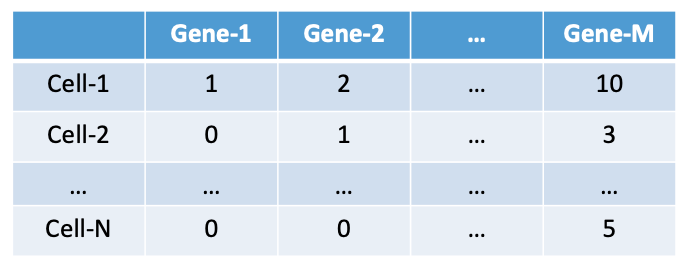 Gene-1 Gene-2 ... Gene-M
Cell-1 1 2 ... 10
Cell-2 0 1 ... 3
... ... ... ... ...
Cell-N 0 0 ... 5